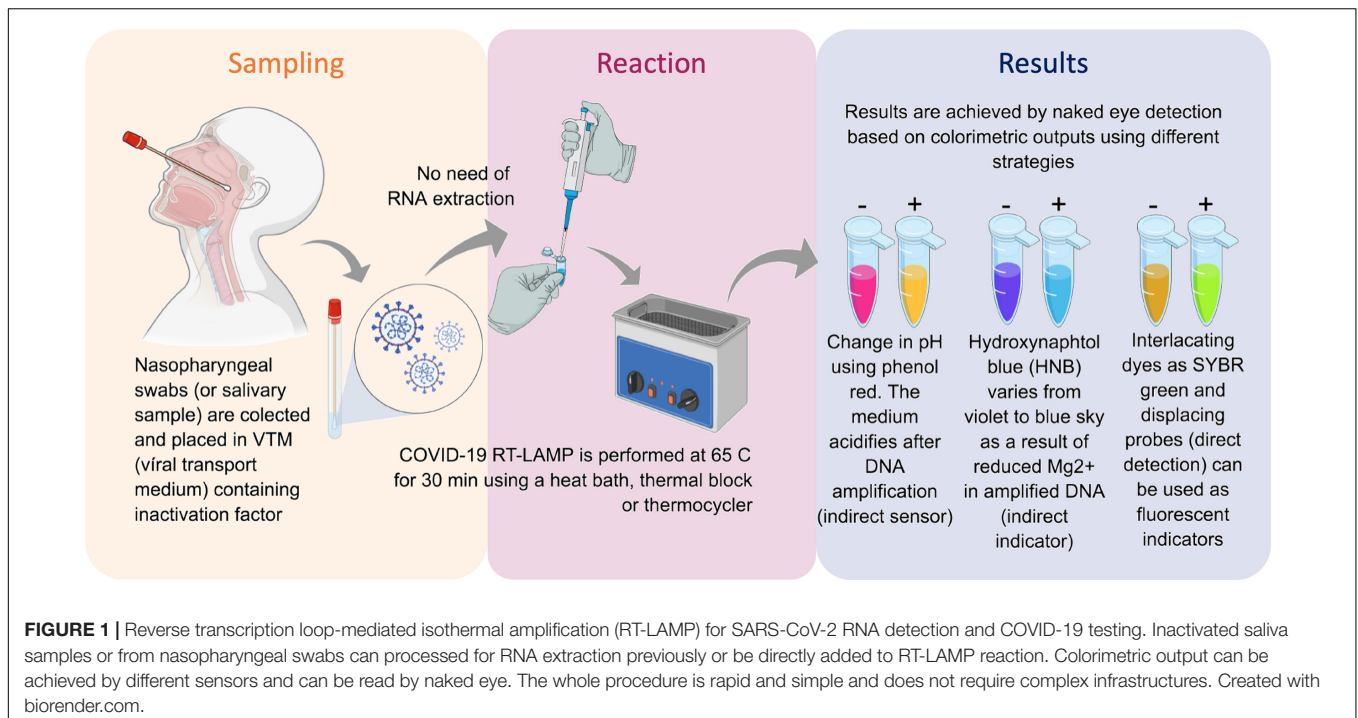 Sampling
Nasopharyngeal
swabs (or salivary
sample) are colected
and placed in VTM
(víral transport
medium) containing
inactivation factor
Reaction
No need of
RNA extraction
COVID-19 RT-LAMP is performed at 65 C
for 30 min using a heat bath, thermal block
or thermocycler
Results
Results are achieved by naked eye detection
based on colorimetric outputs using different
strategies
- +
Change in pH
using phenol
red. The
medium
acidifies after
DNA
amplification
(indirect sensor)
- +
Hydroxynaphtol
blue (HNB)
varies from
violet to blue sky
as a result of
reduced Mg2+
in amplified DNA
(indirect
indicator)
- +
Interlacating
dyes as SYBR
green and
displacing
probes (direct
detection) can
be used as
fluorescent
indicators
FIGURE 1 | Reverse transcription loop-mediated isothermal amplification (RT-LAMP) for SARS-CoV-2 RNA detection and COVID-19 testing. Inactivated saliva
samples or from nasopharyngeal swabs can processed for RNA extraction previously or be directly added to RT-LAMP reaction. Colorimetric output can be
achieved by different sensors and can be read by naked eye. The whole procedure is rapid and simple and does not require complex infrastructures. Created with
biorender.com.